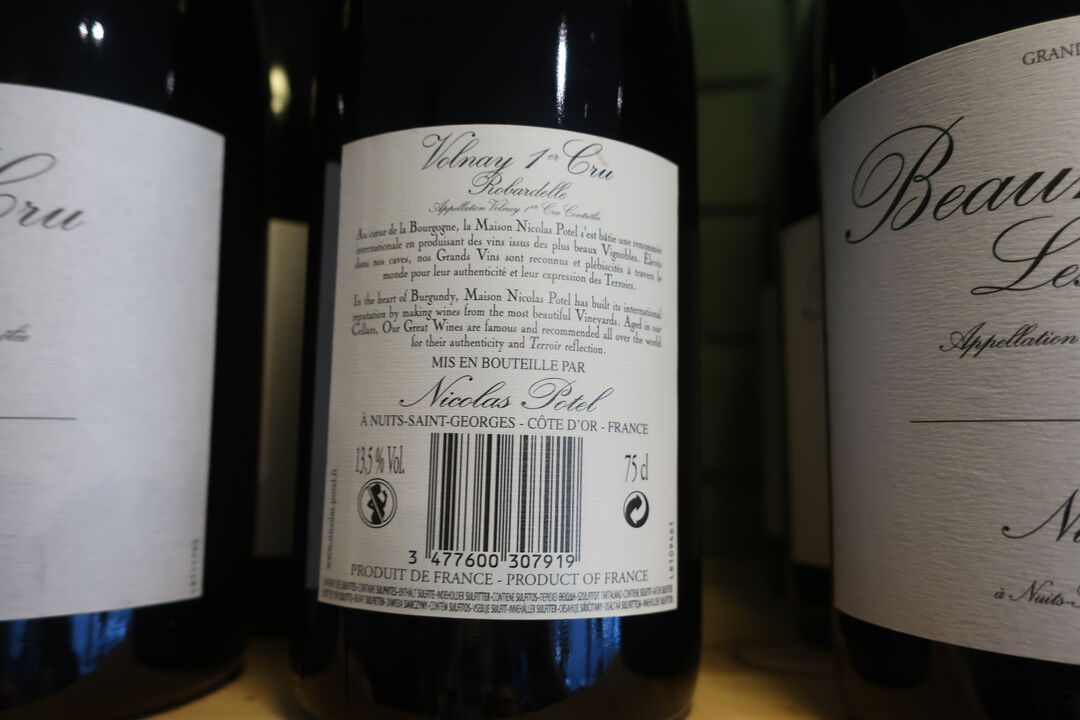 Cru
Volnay 1er Cru
Robardelle
Appellation Volnay 1er Cru Contrôlée
Au cœur de la Bourgogne, la Maison Nicolas Potel s'est bâtie une renommée
internationale en produisant des vins issus des plus beaux Vignobles. Elevés
dans nos caves, nos Grands Vins sont reconnus et plébiscités à travers le
monde pour leur authenticité et leur expression des Terroirs.
In the heart of Burgundy, Maison Nicolas Potel has built its international
reputation by making wines from the most beautiful Vineyards. Aged in our
Cellars, Our Great Wines are famous and recommended all over the world
for their authenticity and Terroir reflection.
MIS EN BOUTEILLE PAR
Nicolas Potel
À NUITS-SAINT-GEORGES - CÔTE D'OR - FRANCE
13,5 % Vol.
75 cl
3 477600 307919
PRODUIT DE FRANCE - PRODUCT OF FRANCE
GRAND
Beaun
Les
Appellation
Ni
à Nuits-S